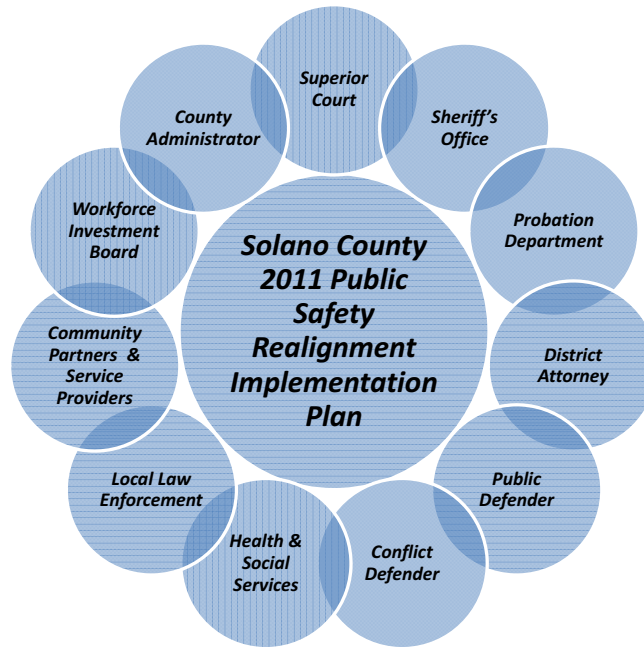 Superior
Court
Sheriff's
Office
Probation
Department
District
Attorney
Public
Defender
Conflict
Defender
Health &
Social
Services
Local Law
Enforcement
Community
Partners &
Service
Providers
Workforce
Investment
Board
County
Administrator
Solano County
2011 Public
Safety
Realignment
Implementation
Plan